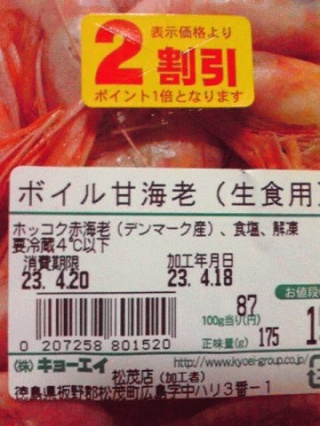 表示価格より
2割引
ポイント1倍となります
ボイル甘海老（生食用）
ホッコク赤海老（デンマーク産）、食塩、解凍
要冷蔵4℃以下
消費期限 加工年月日
23. 4.20 23. 4.18
お値段
87
100g当り(円)
正味量(g) 175
0 207258 801520
(株) キョーエイ http://www.kyoei-group.co.jp/
松茂店 (加工者)
徳島県板野郡松茂町広島字中ハリ3番－1